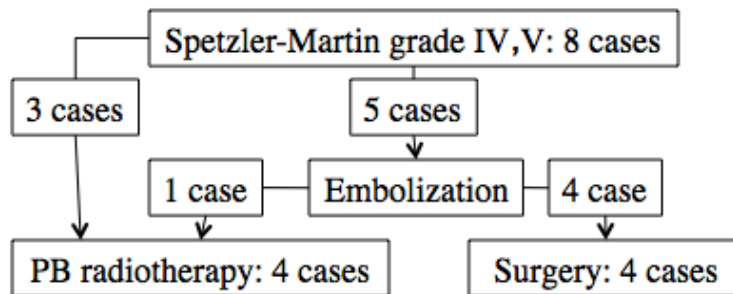 Spetzler-Martin grade IV,V: 8 cases
3 cases
5 cases
1 case
Embolization
4 case
PB radiotherapy: 4 cases
Surgery: 4 cases